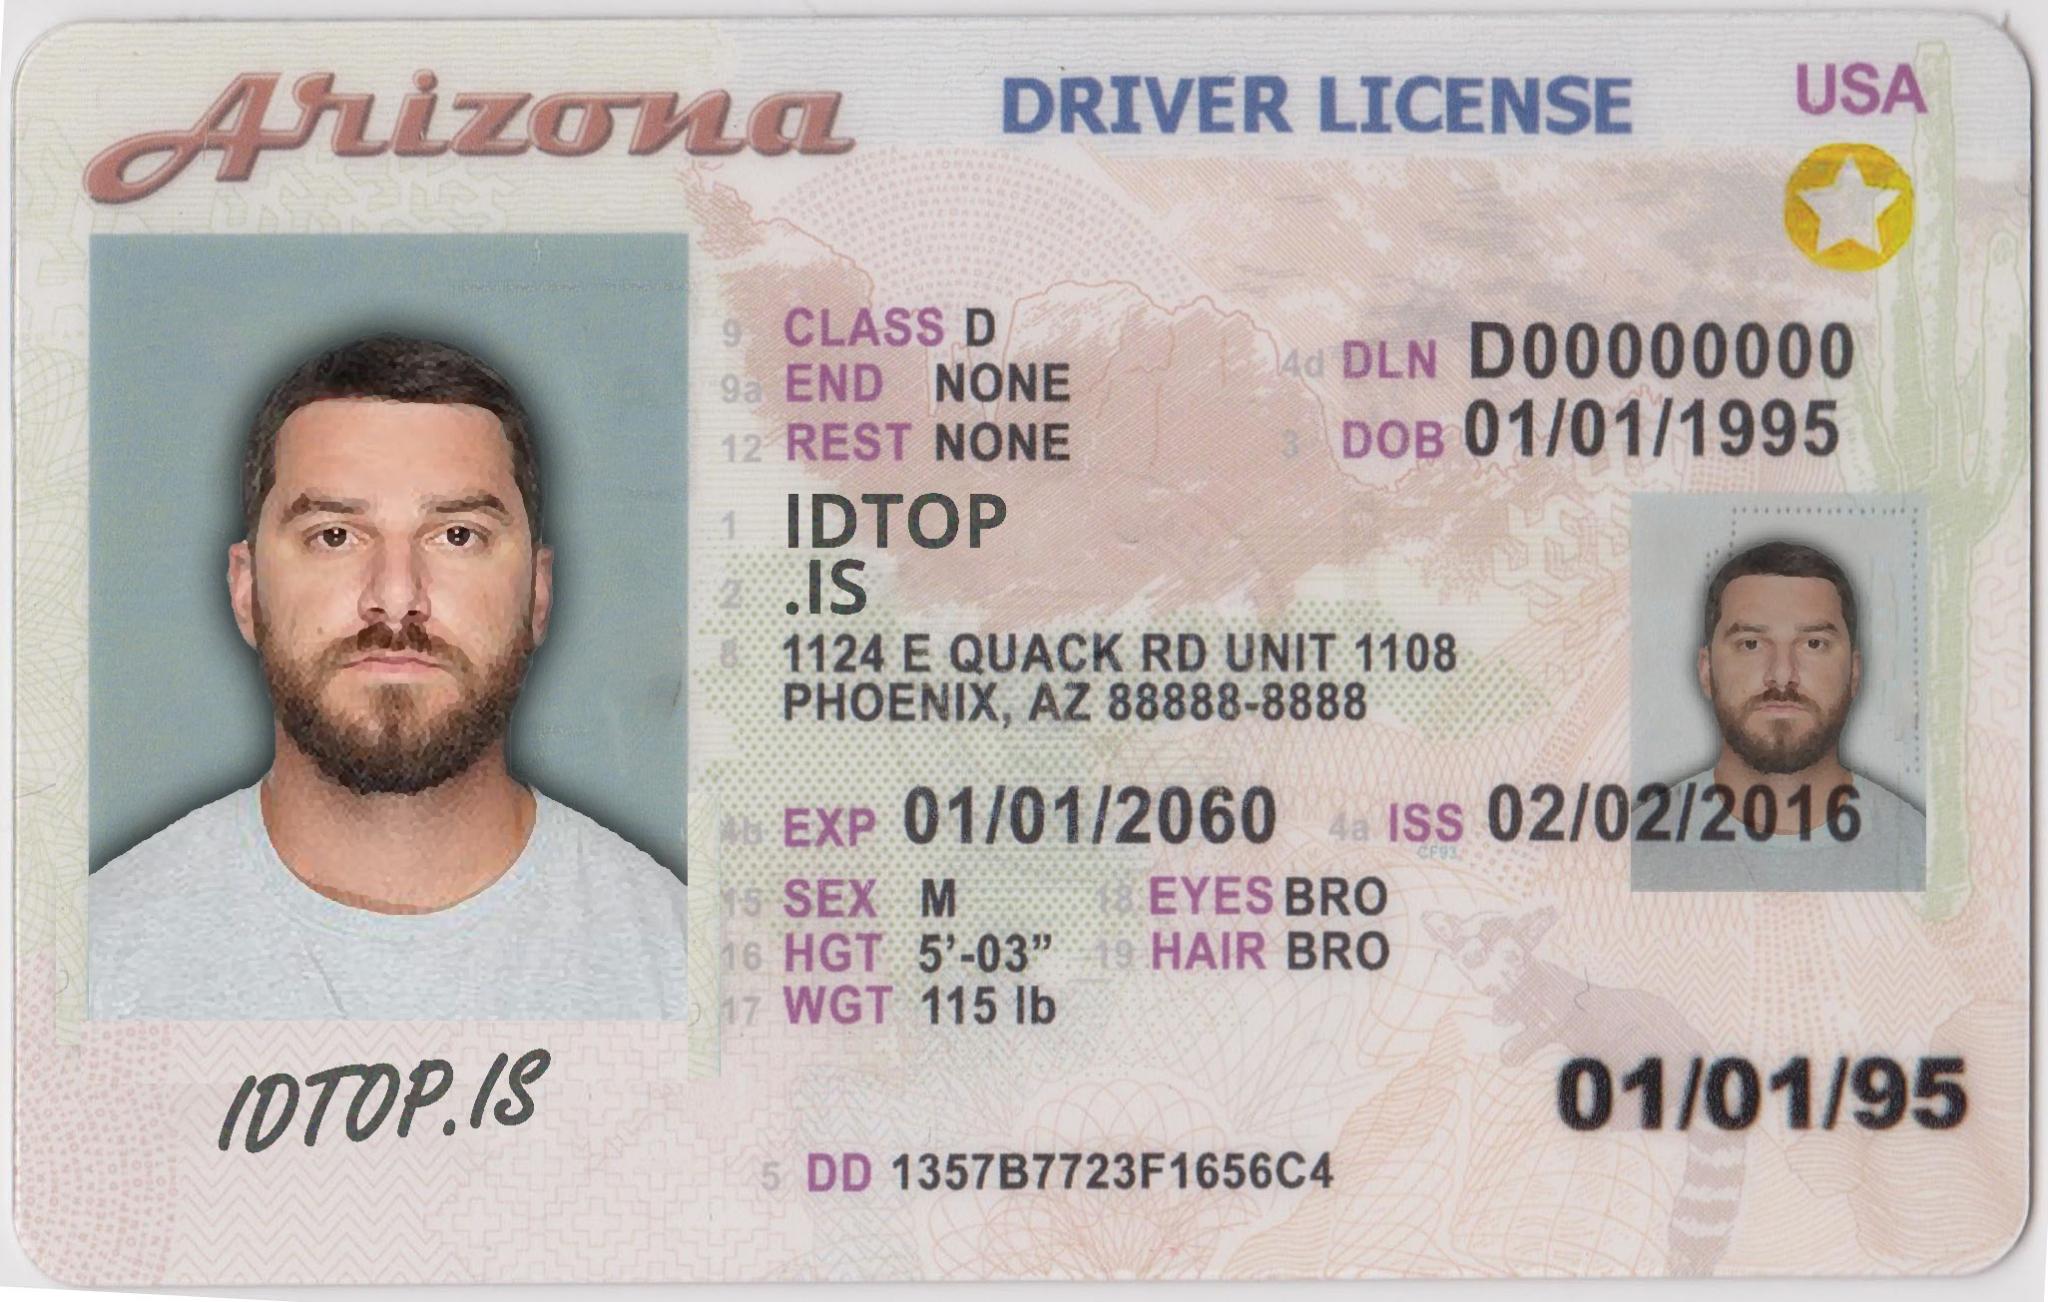 Arizona DRIVER LICENSE USA
9 CLASS D
9a END NONE
12 REST NONE
4d DLN D00000000
3 DOB 01/01/1995
1 IDTOP
2 .IS
8 1124 E QUACK RD UNIT 1108
PHOENIX, AZ 88888-8888
4b EXP 01/01/2060 4a ISS 02/02/2016
CF93
15 SEX M 18 EYES BRO
16 HGT 5'-03” 19 HAIR BRO
17 WGT 115 lb
01/01/95
IDTOP.IS
5 DD 1357B7723F1656C4